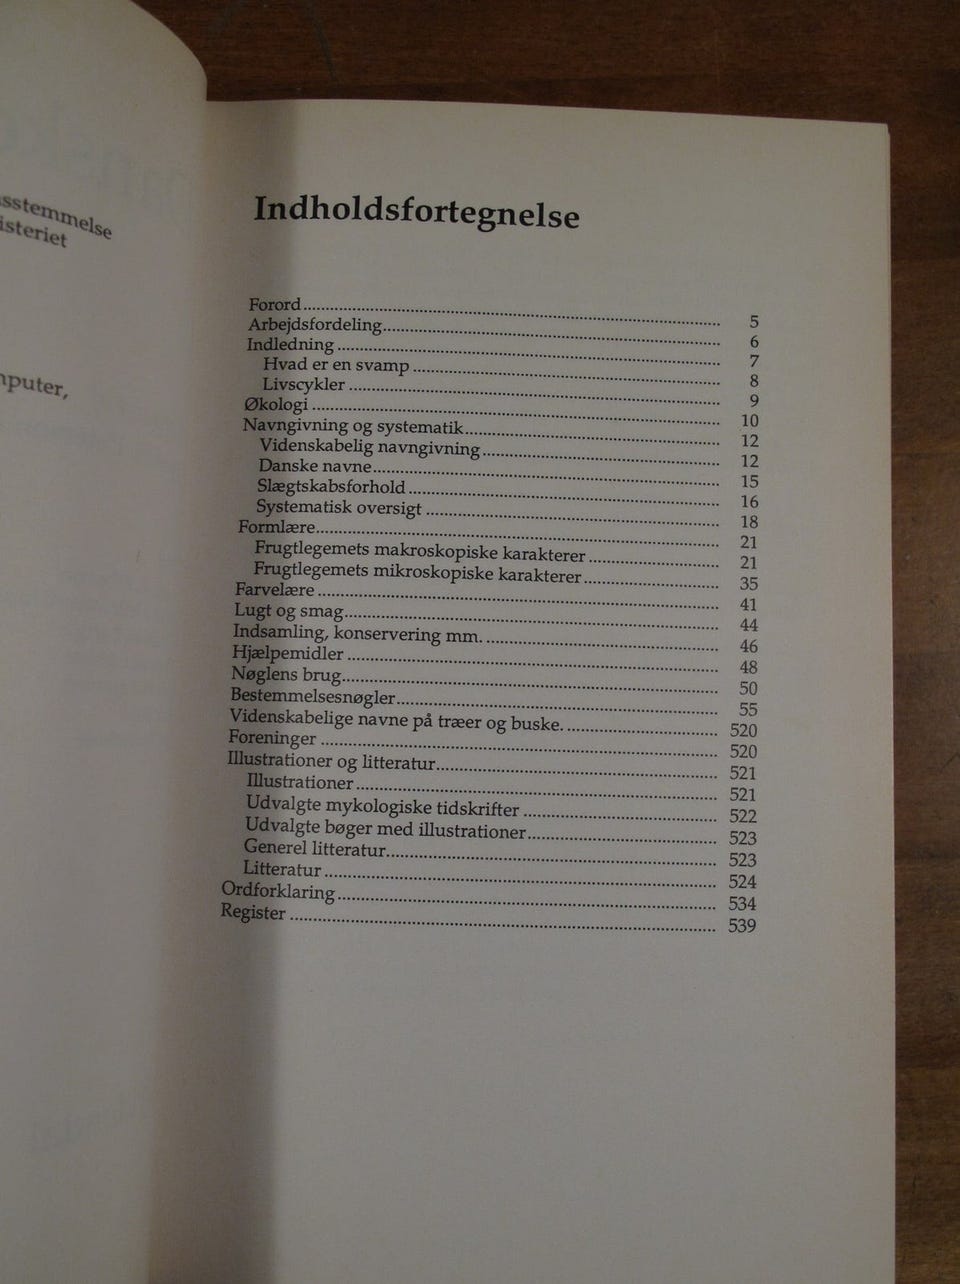 sstemmelse
isteriet
puter,
Indholdsfortegnelse
Forord ........ 5
Arbejdsfordeling ........ 6
Indledning ........ 7
Hvad er en svamp ........ 8
Livscykler ........ 9
Økologi ........ 10
Navngivning og systematik ........ 12
Videnskabelig navngivning ........ 12
Danske navne ........ 15
Slægtskabsforhold ........ 16
Systematisk oversigt ........ 18
Formlære ........ 21
Frugtlegemets makroskopiske karakterer ........ 21
Frugtlegemets mikroskopiske karakterer ........ 35
Farvelære ........ 41
Lugt og smag ........ 44
Indsamling, konservering mm. ........ 46
Hjælpemidler ........ 48
Nøglens brug ........ 50
Bestemmelsesnøgler ........ 55
Videnskabelige navne på træer og buske. ........ 520
Foreninger ........ 520
Illustrationer og litteratur ........ 521
Illustrationer ........ 521
Udvalgte mykologiske tidskrifter ........ 522
Udvalgte bøger med illustrationer ........ 523
Generel litteratur ........ 523
Litteratur ........ 524
Ordforklaring ........ 534
Register ........ 539